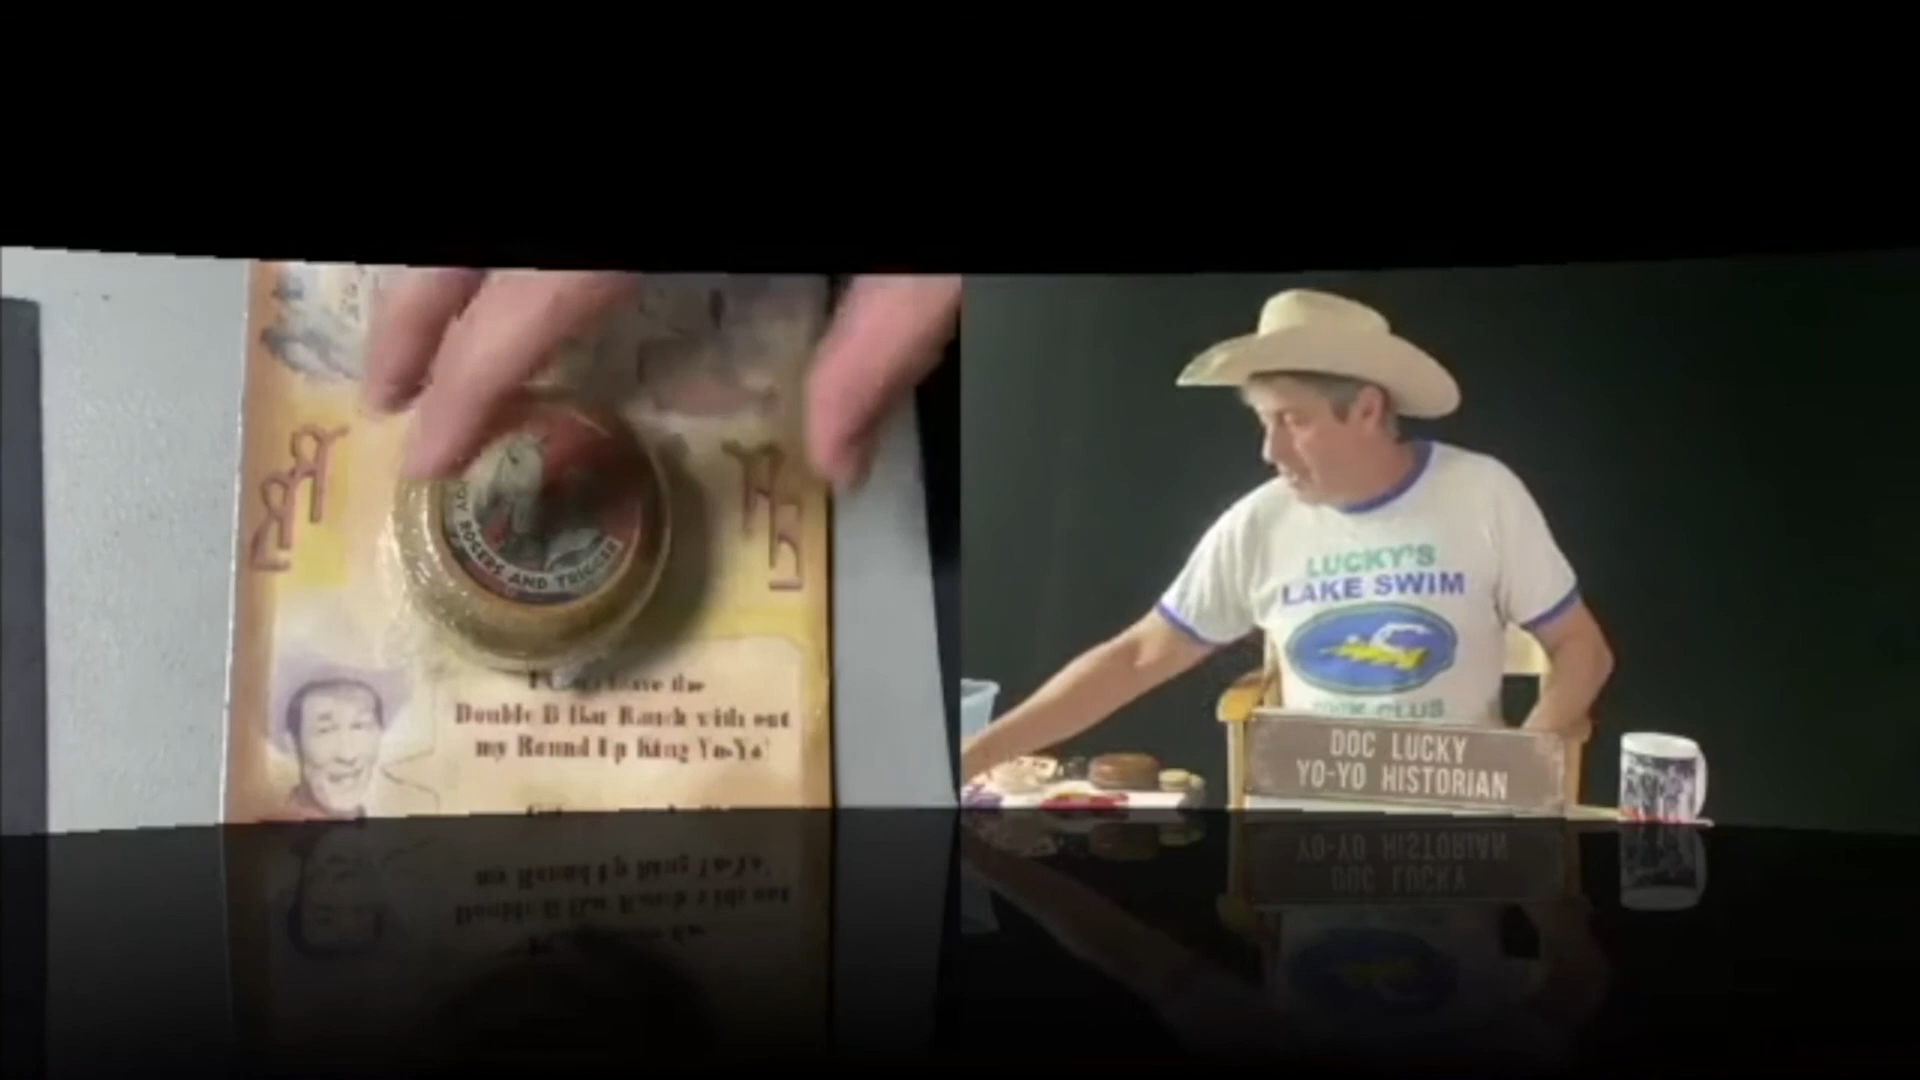 ROY ROGERS AND TRIGGER
Double R Bar Ranch with out
my Round Up King Yo-Yo"
LUCKY'S
LAKE SWIM
DOC LUCKY
YO-YO HISTORIAN